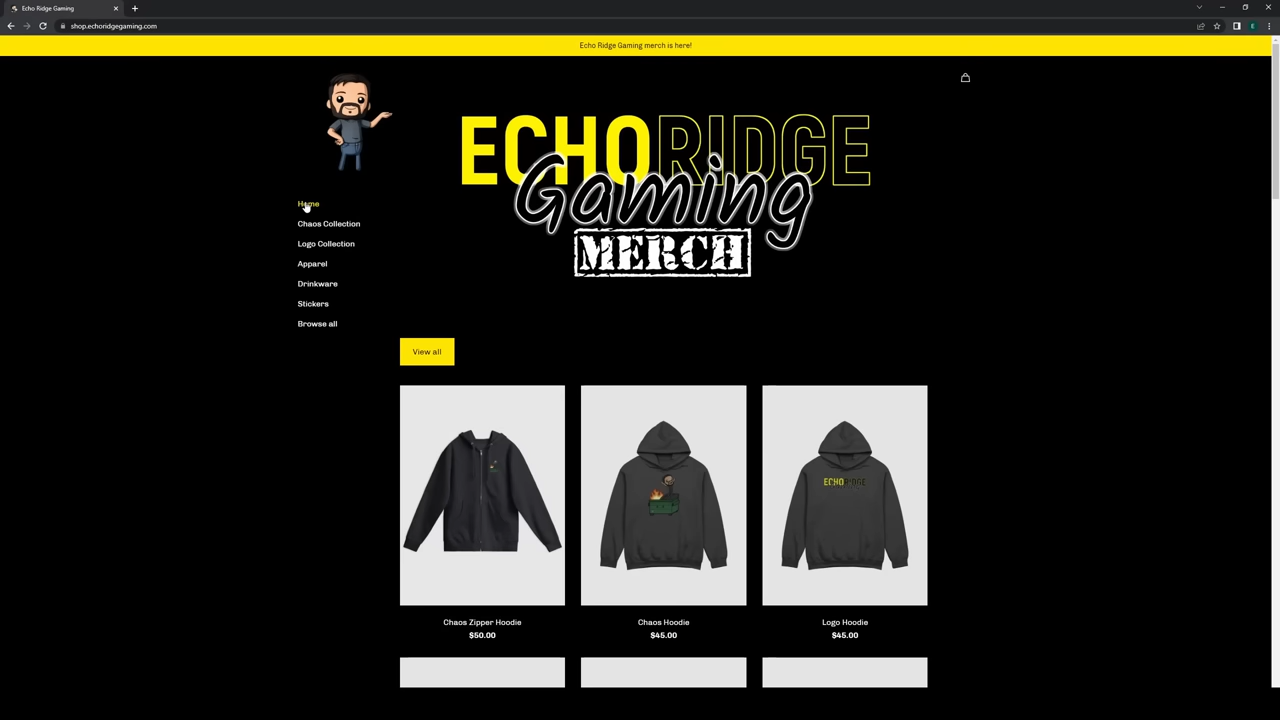 Echo Ridge Gaming
shop.echoridgegaming.com
E
Echo Ridge Gaming merch is here!
ECHORIDGE
Gaming
MERCH
Home
Chaos Collection
Logo Collection
Apparel
Drinkware
Stickers
Browse all
View all
ECHORIDGE
Chaos Zipper Hoodie
Chaos Hoodie
Logo Hoodie
$50.00
$45.00
$45.00